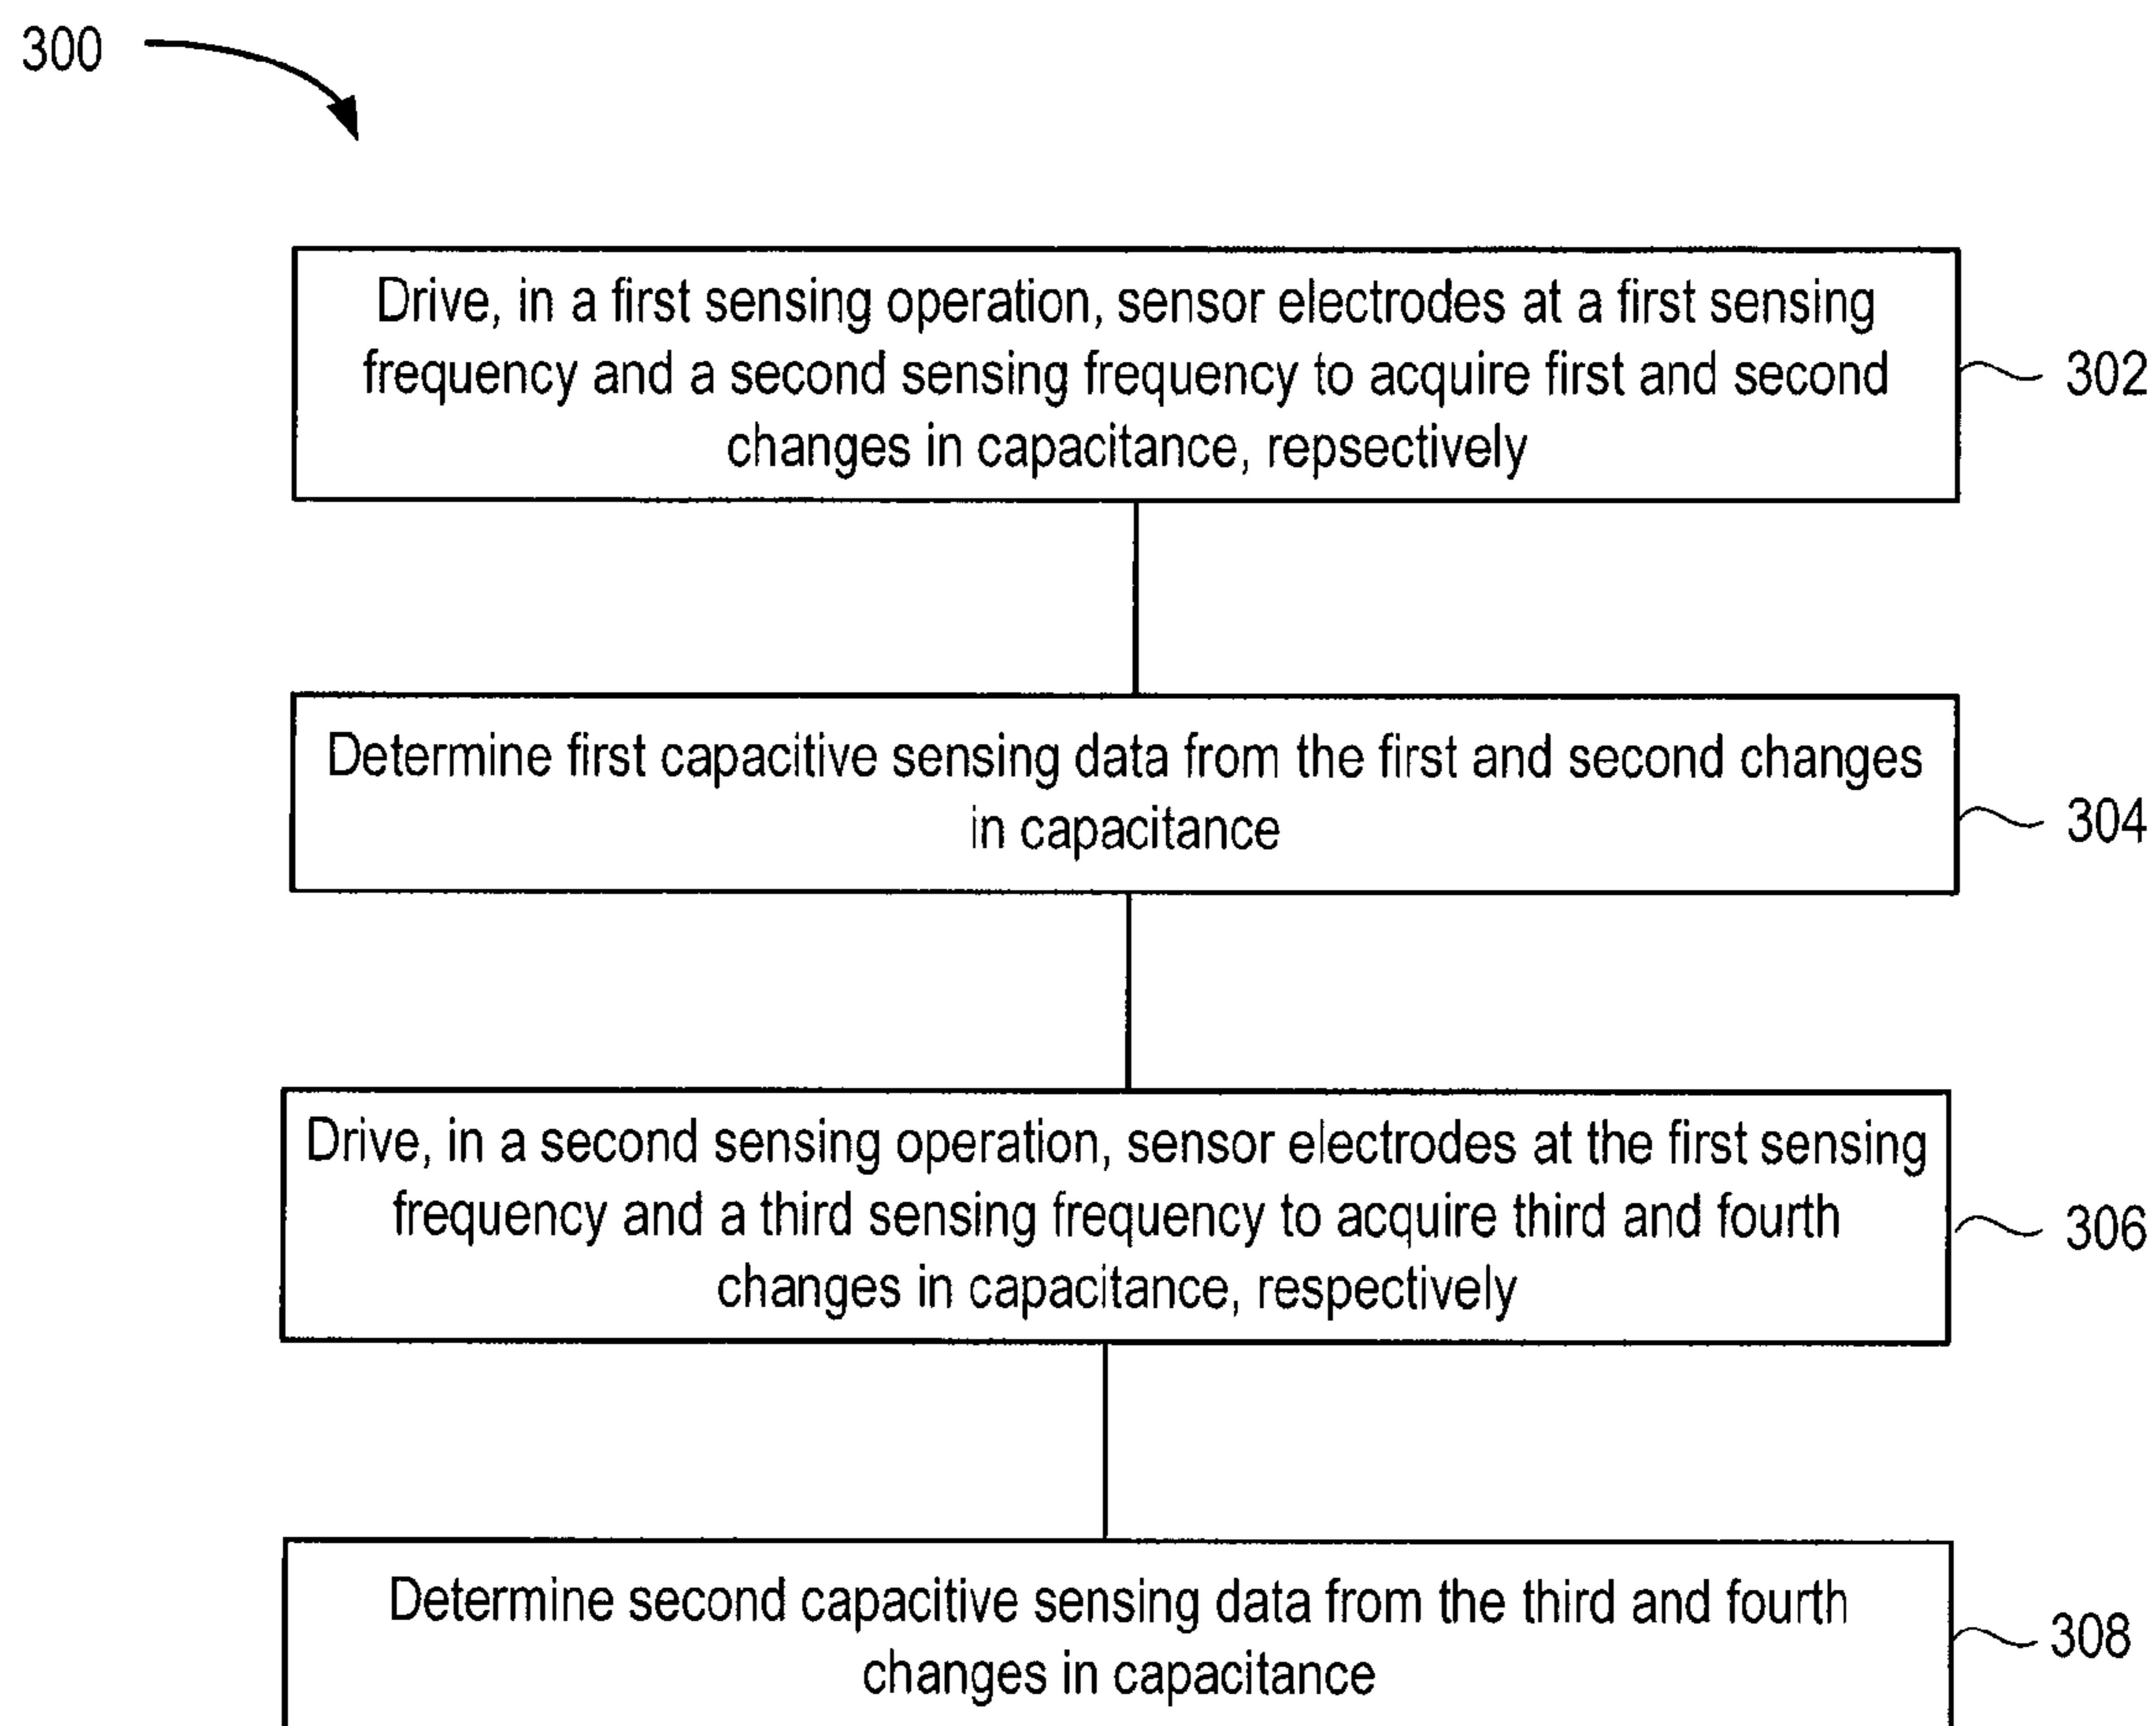 300
Drive, in a first sensing operation, sensor electrodes at a first sensing
frequency and a second sensing frequency to acquire first and second
changes in capacitance, repsectively
302
Determine first capacitive sensing data from the first and second changes
in capacitance
304
Drive, in a second sensing operation, sensor electrodes at the first sensing
frequency and a third sensing frequency to acquire third and fourth
changes in capacitance, respectively
306
Determine second capacitive sensing data from the third and fourth
changes in capacitance
308